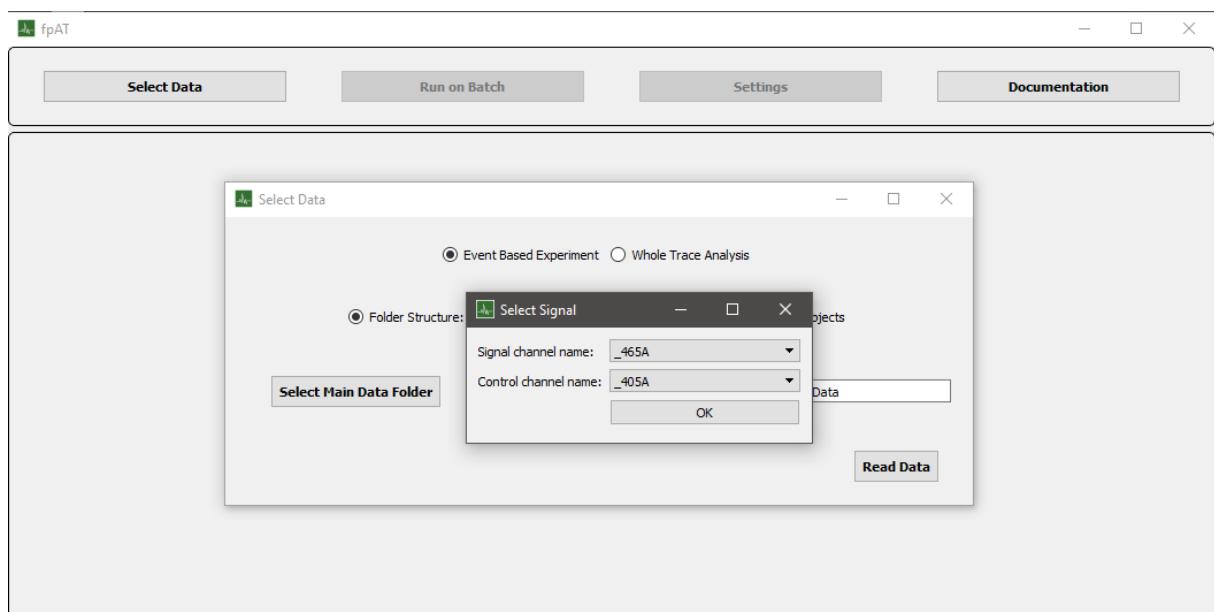 fpAT
Select Data Run on Batch Settings Documentation
Select Data
Event Based Experiment Whole Trace Analysis
Folder Structure:
Select Signal
Signal channel name: _465A
Control channel name: _405A
OK
Select Main Data Folder Data
Read Data